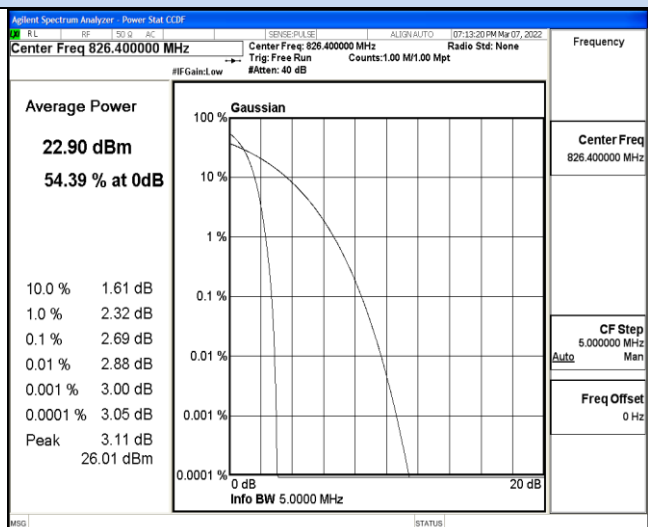 Agilent Spectrum Analyzer - Power Stat CCDF
LXI RL RF 50 Ω AC SENSE:PULSE ALIGN AUTO 07:13:20 PM Mar 07, 2022
Center Freq 826.400000 MHz
Center Freq: 826.400000 MHz Radio Std: None
Trig: Free Run Counts:1.00 M/1.00 Mpt
#IFGain:Low #Atten: 40 dB
Frequency
Average Power
22.90 dBm
54.39 % at 0dB
10.0 % 1.61 dB
1.0 % 2.32 dB
0.1 % 2.69 dB
0.01 % 2.88 dB
0.001 % 3.00 dB
0.0001 % 3.05 dB
Peak 3.11 dB
26.01 dBm
Gaussian
100 %
10 %
1 %
0.1 %
0.01 %
0.001 %
0.0001 %
0 dB 20 dB
Info BW 5.0000 MHz
Center Freq
826.400000 MHz
CF Step
5.000000 MHz
Auto Man
Freq Offset
0 Hz
MSG STATUS